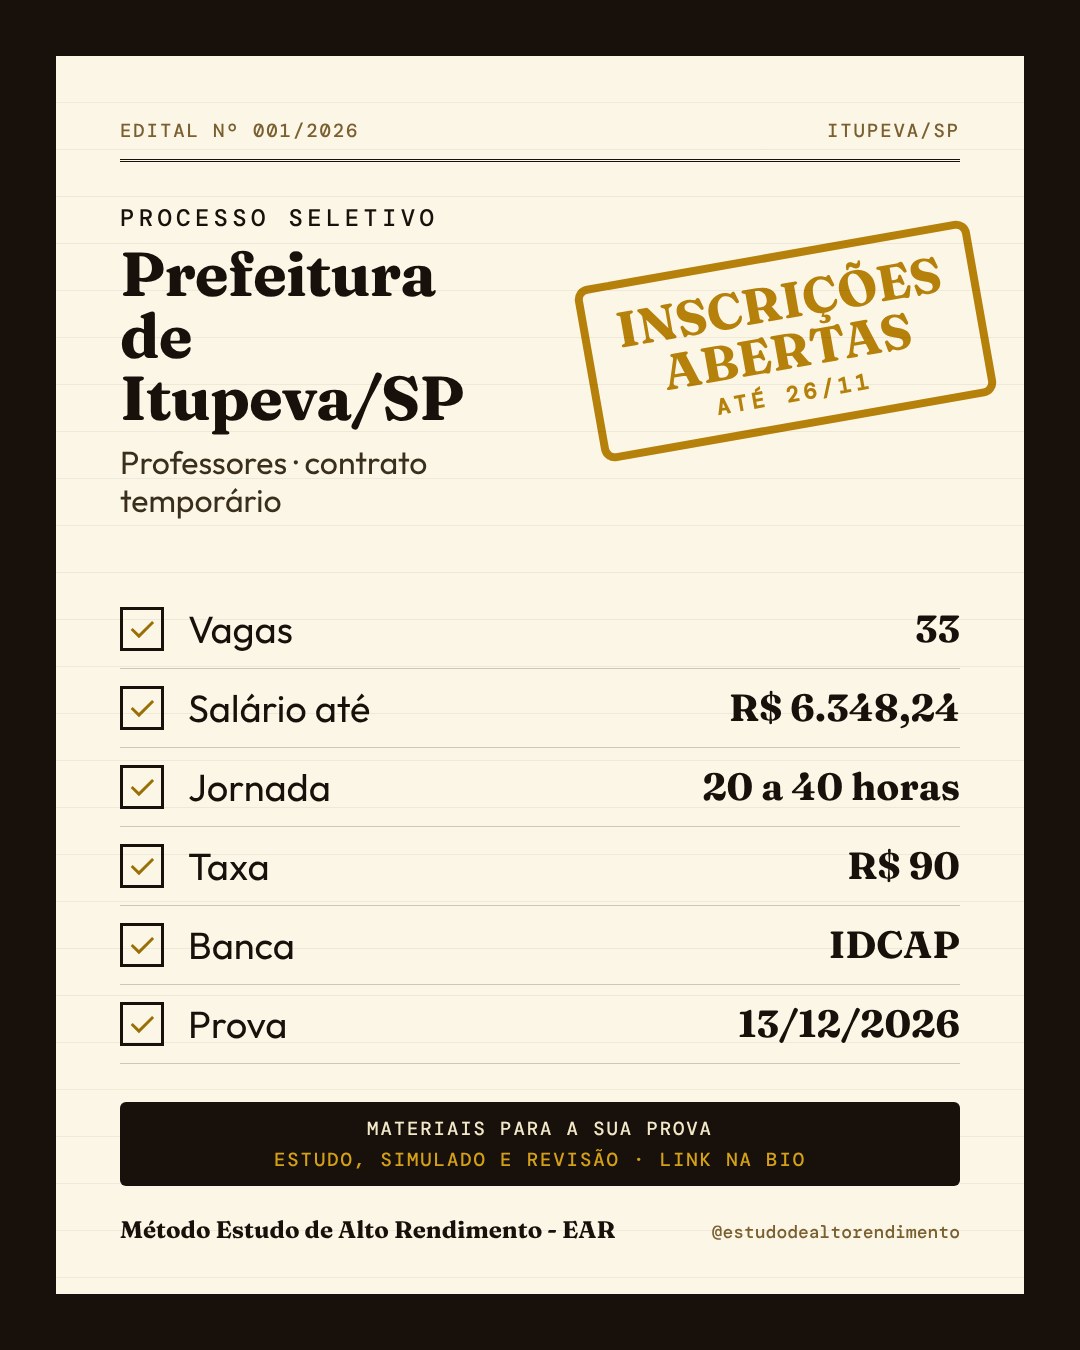 EDITAL Nº 001/2026
ITUPEVA/SP
PROCESSO SELETIVO
Prefeitura
de
Itupeva/SP
Professores · contrato
temporário
INSCRIÇÕES
ABERTAS
ATÉ 26/11
Vagas 33
Salário até R$ 6.348,24
Jornada 20 a 40 horas
Taxa R$ 90
Banca IDCAP
Prova 13/12/2026
MATERIAIS PARA A SUA PROVA
ESTUDO, SIMULADO E REVISÃO · LINK NA BIO
Método Estudo de Alto Rendimento - EAR
@estudodealtorendimento